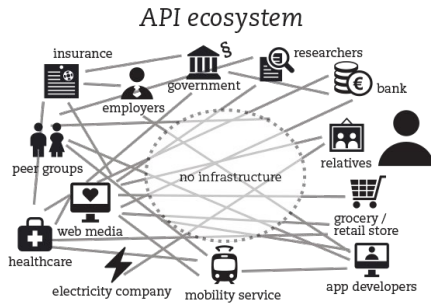 API ecosystem
insurance
employers
government
§
researchers
bank
€
peer groups
relatives
no infrastructure
web media
grocery /
retail store
healthcare
electricity company
mobility service
app developers